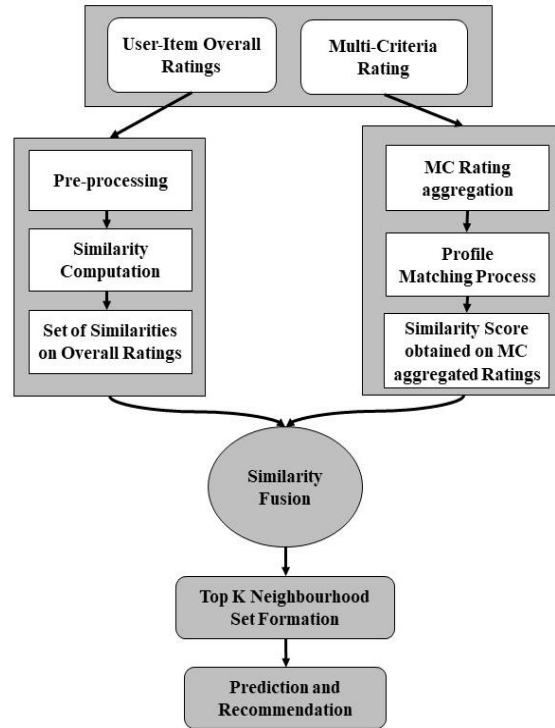 User-Item Overall
Ratings
Multi-Criteria
Rating
Pre-processing
Similarity
Computation
Set of Similarities
on Overall Ratings
MC Rating
aggregation
Profile
Matching Process
Similarity Score
obtained on MC
aggregated Ratings
Similarity
Fusion
Top K Neighbourhood
Set Formation
Prediction and
Recommendation